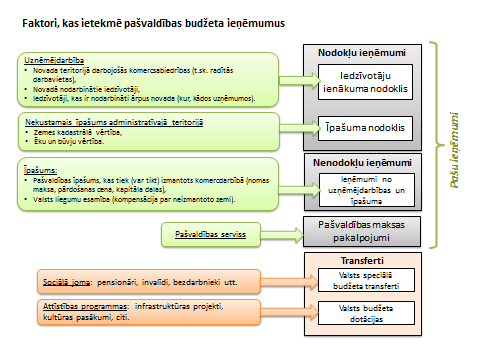 Faktori, kas ietekmē pašvaldības budžeta ieņēmumus
Uzņēmējdarbība
• Novada teritorijā darbojošās komercsabiedrības (t.sk. radītās
darbavietas),
• Novadā nodarbinātie iedzīvotāji,
• Iedzīvotāji, kas ir nodarbināti ārpus novada (kur, kādos uzņēmumos).
Nodokļu ieņēmumi
Iedzīvotāju
ienākuma nodoklis
Nekustamais īpašums administratīvajā teritorijā
• Zemes kadastrālā vērtība,
• Ēku un būvju vērtība.
Īpašuma nodoklis
Īpašums:
• Pašvaldības īpašums, kas tiek (var tikt) izmantots komercdarbībā (nomas
maksa, pārdošanas cena, kapitāla daļas),
• Valsts liegumu esamība (kompensācija par neizmantoto zemi).
Nenodokļu ieņēmumi
Ieņēmumi no
uzņēmējdarbības un
īpašuma
Pašvaldības serviss
Pašvaldības maksas
pakalpojumi
Pašu ieņēmumi
Transferti
Sociālā joma: pensionāri, invalīdi, bezdarbnieki utt.
Valsts speciālā
budžeta transferti
Attīstības programmas: infrastruktūras projekti,
kultūras pasākumi, citi.
Valsts budžeta
dotācijas